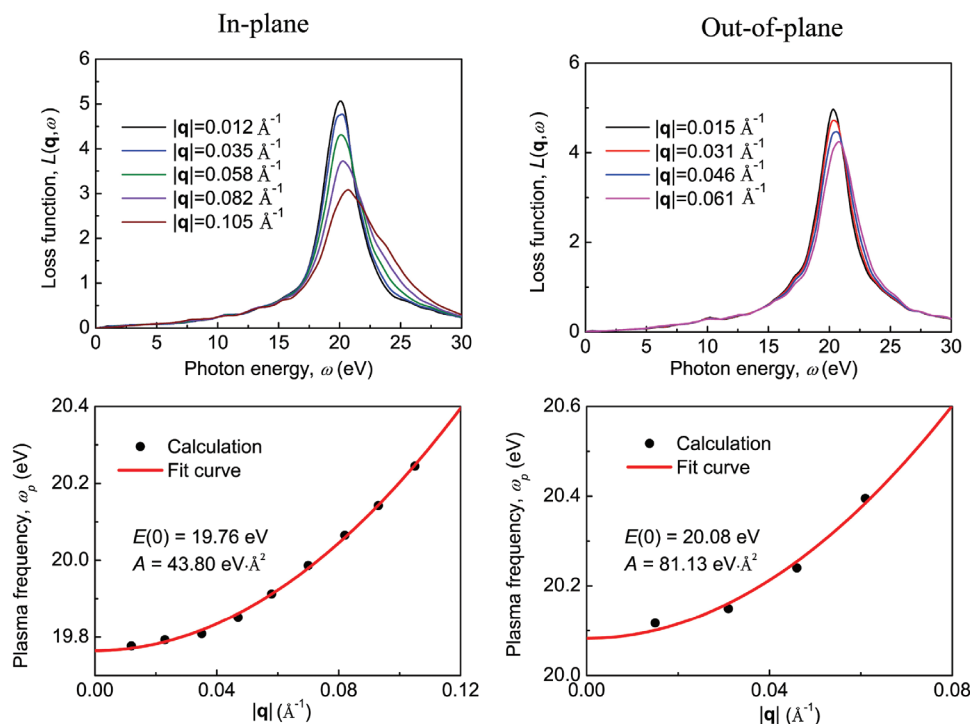 In-plane
Out-of-plane
6
5
4
3
2
1
0
Loss function, L(q,ω)
|q|=0.012 Å⁻¹
|q|=0.035 Å⁻¹
|q|=0.058 Å⁻¹
|q|=0.082 Å⁻¹
|q|=0.105 Å⁻¹
0 5 10 15 20 25 30
Photon energy, ω (eV)
6
4
2
0
Loss function, L(q,ω)
|q|=0.015 Å⁻¹
|q|=0.031 Å⁻¹
|q|=0.046 Å⁻¹
|q|=0.061 Å⁻¹
0 5 10 15 20 25 30
Photon energy, ω (eV)
20.4
20.2
20.0
19.8
Plasma frequency, ωₚ (eV)
Calculation
Fit curve
E(0) = 19.76 eV
A = 43.80 eV·Å²
0.00 0.04 0.08 0.12
|q| (Å⁻¹)
20.6
20.4
20.2
20.0
Plasma frequency, ωₚ (eV)
Calculation
Fit curve
E(0) = 20.08 eV
A = 81.13 eV·Å²
0.00 0.04 0.08
|q| (Å⁻¹)